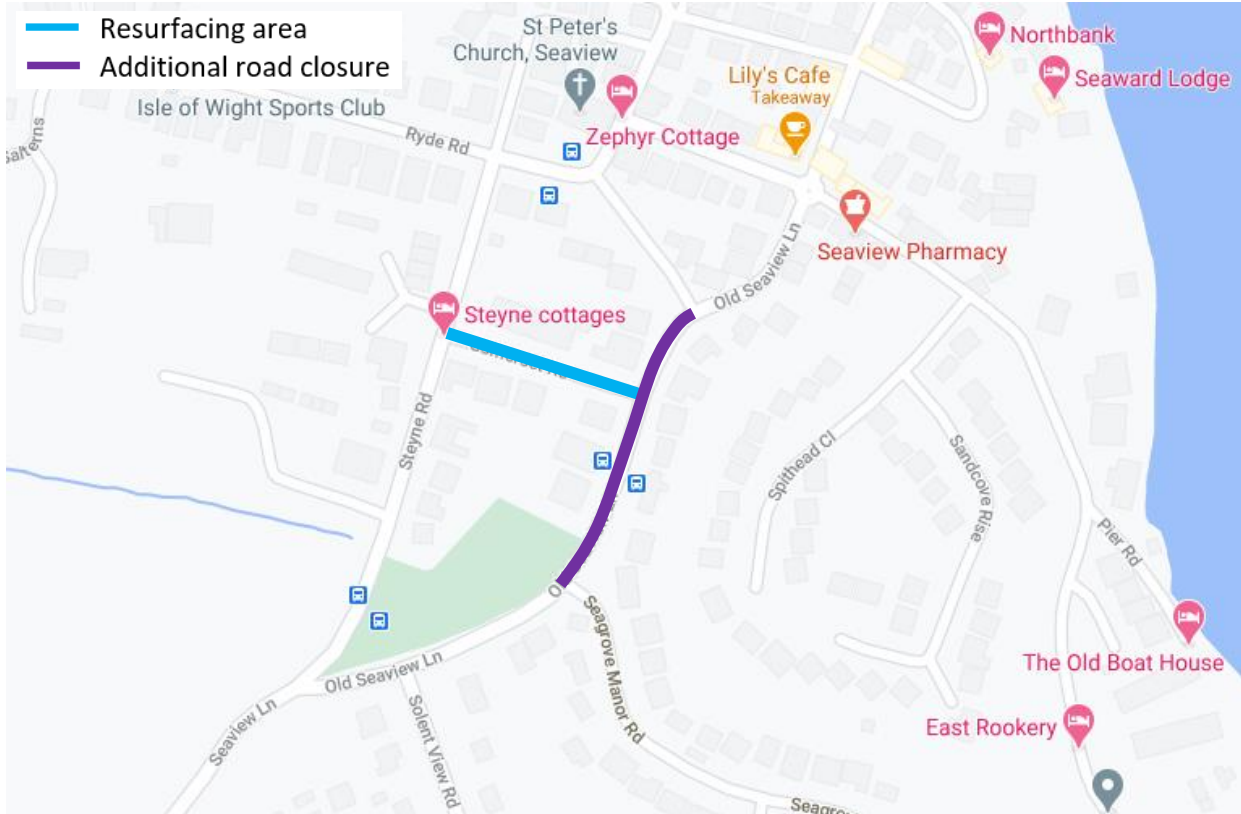 Resurfacing area
Additional road closure
St Peter's
Church, Seaview
Northbank
Seaward Lodge
Lily's Cafe
Takeaway
Isle of Wight Sports Club
Zephyr Cottage
Ryde Rd
Salterns
Seaview Pharmacy
Old Seaview Ln
Steyne cottages
Steyne Rd
Spithead Cl
Sandcove Rise
Pier Rd
Seagrove Manor Rd
Old Seaview Ln
The Old Boat House
Solent View Rd
Seaview Ln
East Rookery
Seagrove